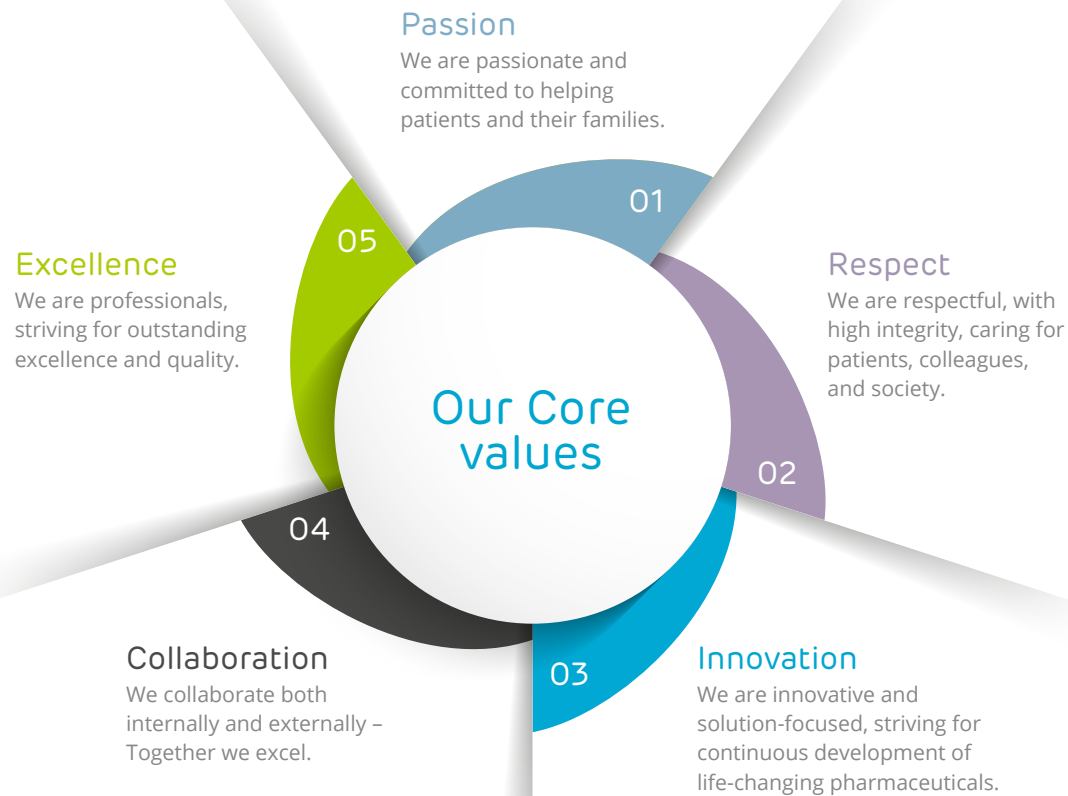 Passion
We are passionate and
committed to helping
patients and their families.
01
Respect
We are respectful, with
high integrity, caring for
patients, colleagues,
and society.
02
Innovation
We are innovative and
solution-focused, striving for
continuous development of
life-changing pharmaceuticals.
03
Collaboration
We collaborate both
internally and externally –
Together we excel.
04
Excellence
We are professionals,
striving for outstanding
excellence and quality.
05
Our Core
values